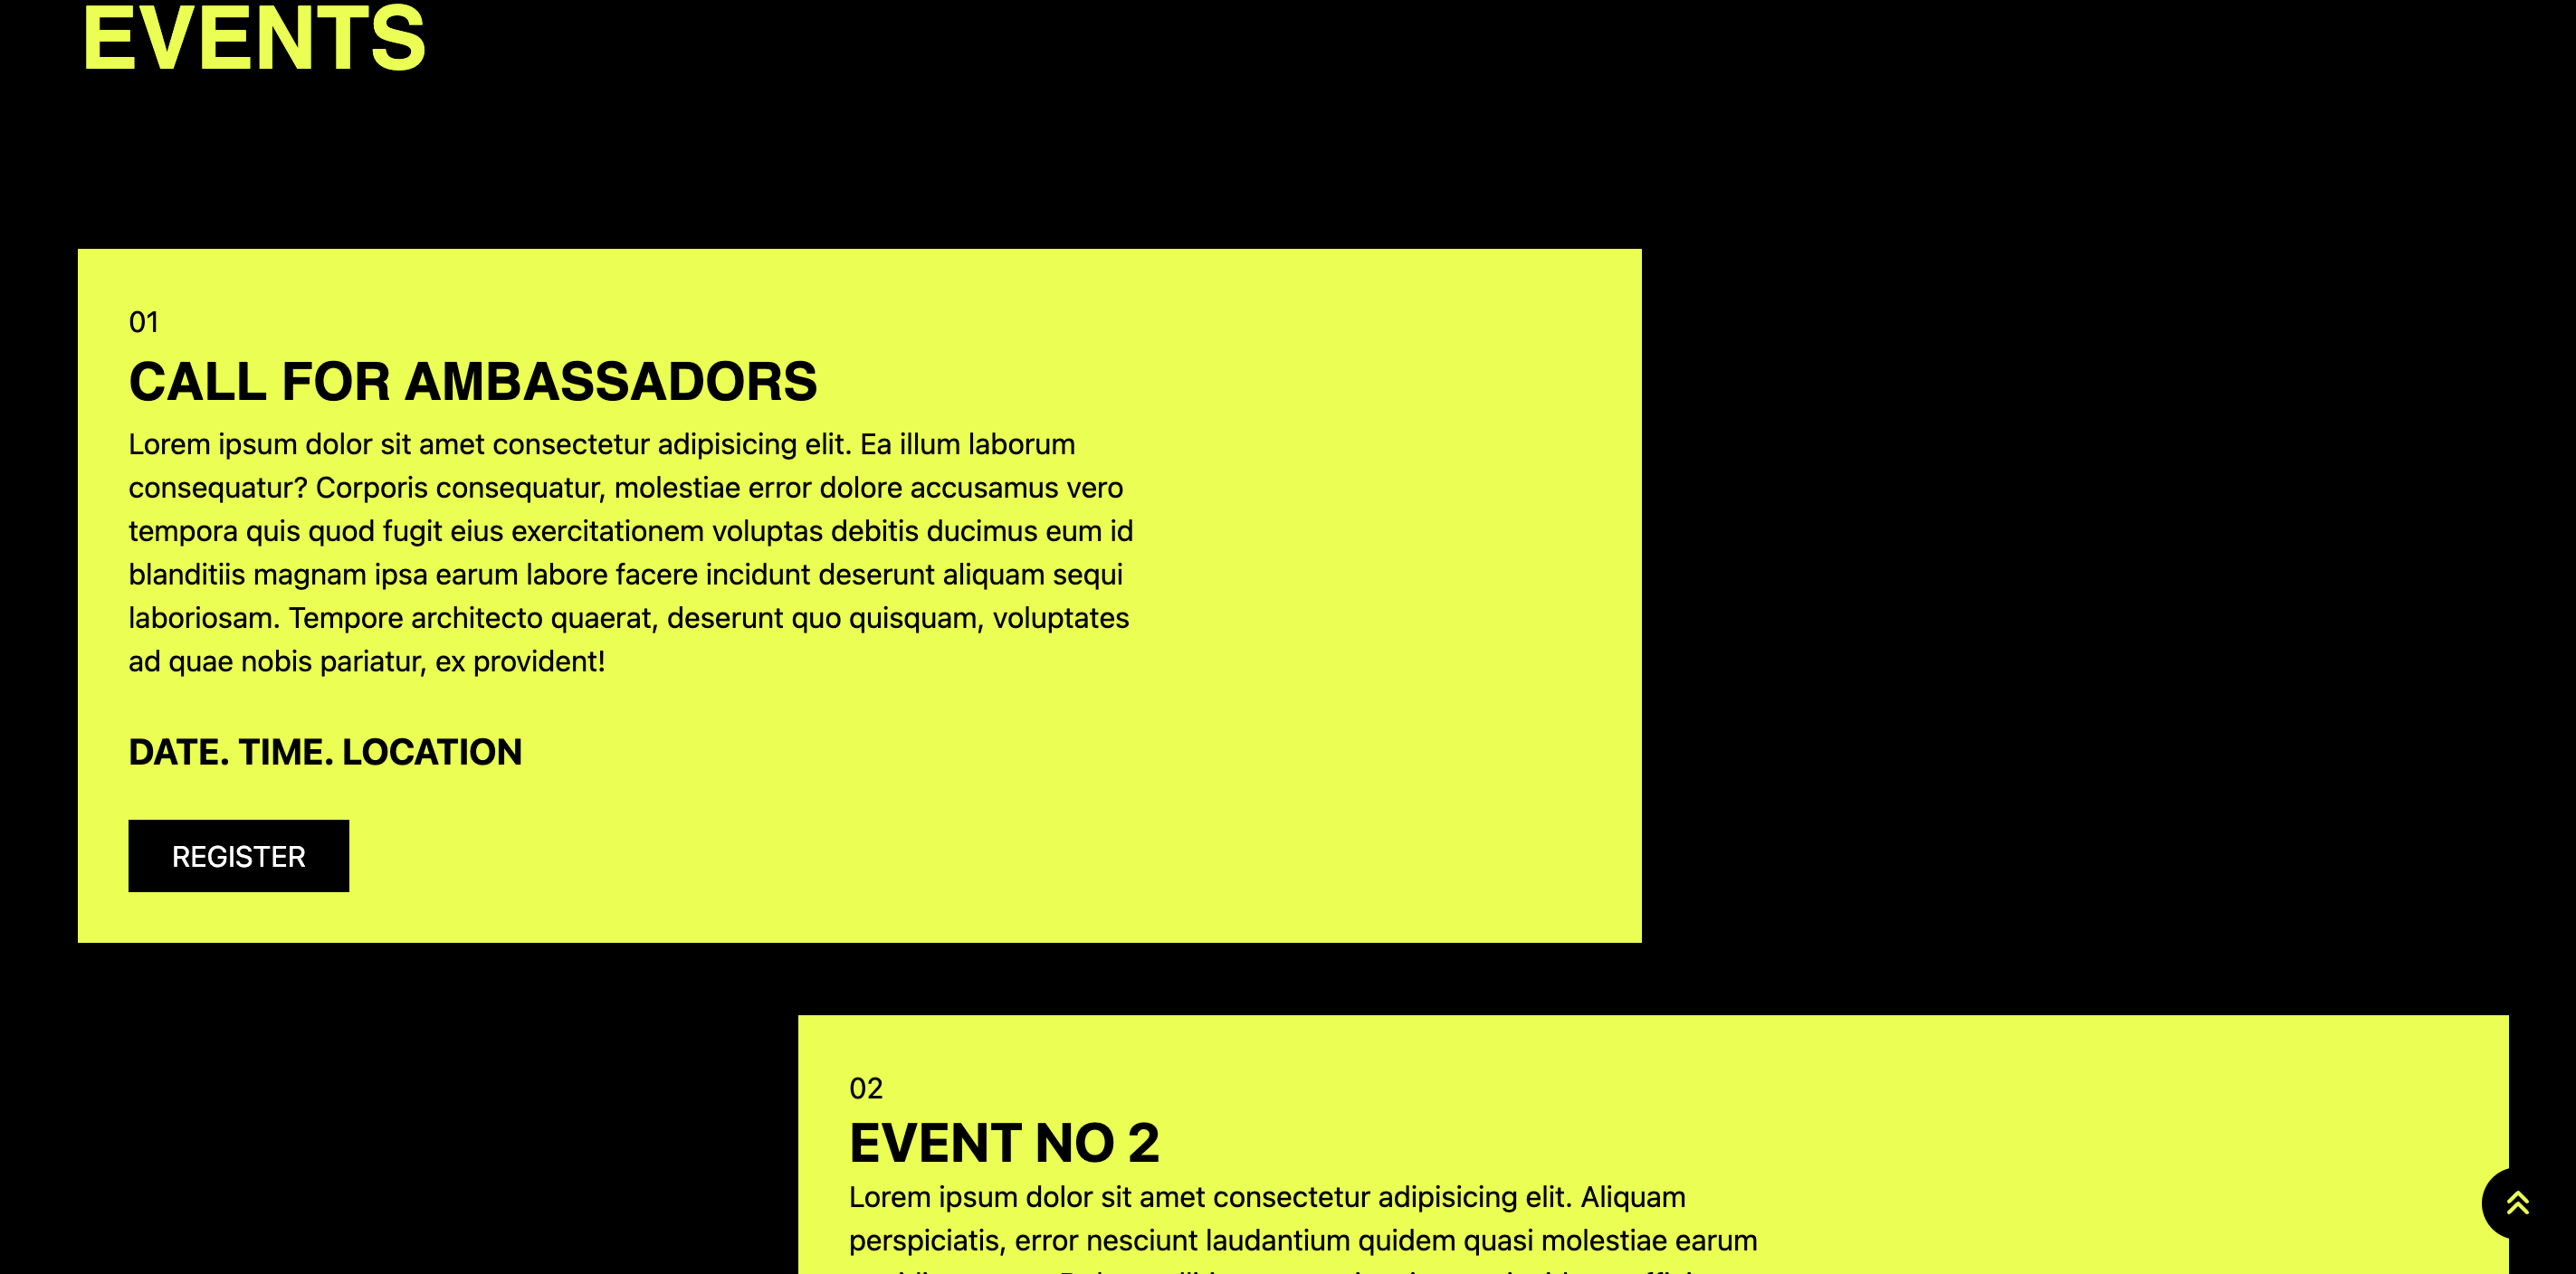 EVENTS
01
CALL FOR AMBASSADORS
Lorem ipsum dolor sit amet consectetur adipisicing elit. Ea illum laborum
consequatur? Corporis consequatur, molestiae error dolore accusamus vero
tempora quis quod fugit eius exercitationem voluptas debitis ducimus eum id
blanditiis magnam ipsa earum labore facere incidunt deserunt aliquam sequi
laboriosam. Tempore architecto quaerat, deserunt quo quisquam, voluptates
ad quae nobis pariatur, ex provident!
DATE. TIME. LOCATION
REGISTER
02
EVENT NO 2
Lorem ipsum dolor sit amet consectetur adipisicing elit. Aliquam
perspiciatis, error nesciunt laudantium quidem quasi molestiae earum